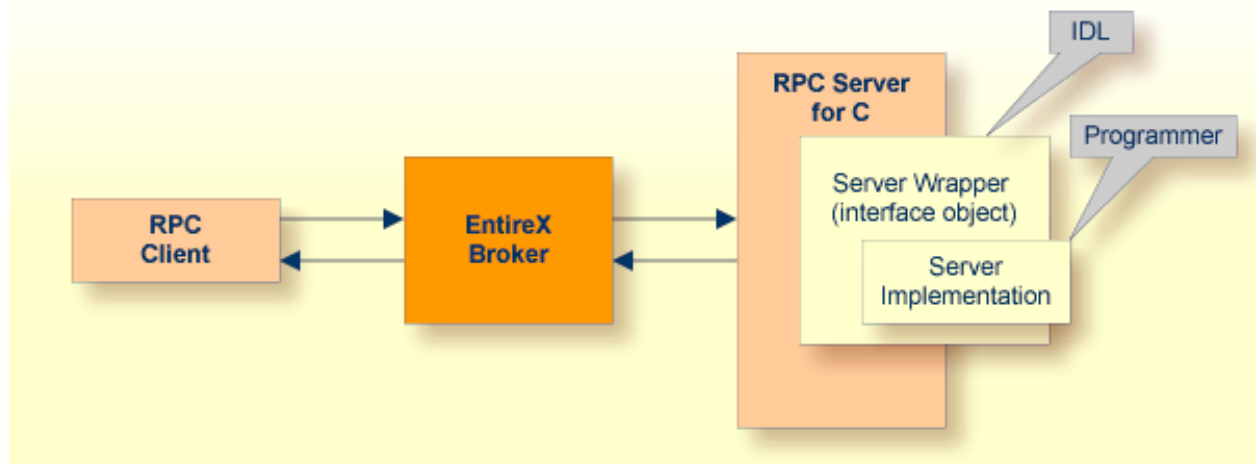 IDL
RPC Server
for C
Programmer
Server Wrapper
(interface object)
RPC
Client
EntireX
Broker
Server
Implementation